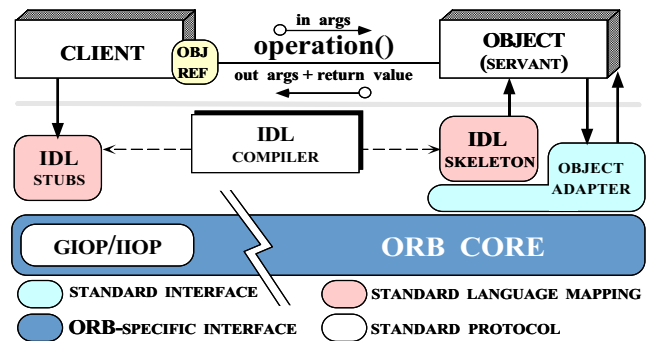 in args
CLIENT
OBJ
REF
operation()
OBJECT
(SERVANT)
out args + return value
IDL
STUBS
IDL
COMPILER
IDL
SKELETON
OBJECT
ADAPTER
GIOP/IIOP
ORB CORE
STANDARD INTERFACE
STANDARD LANGUAGE MAPPING
ORB-SPECIFIC INTERFACE
STANDARD PROTOCOL